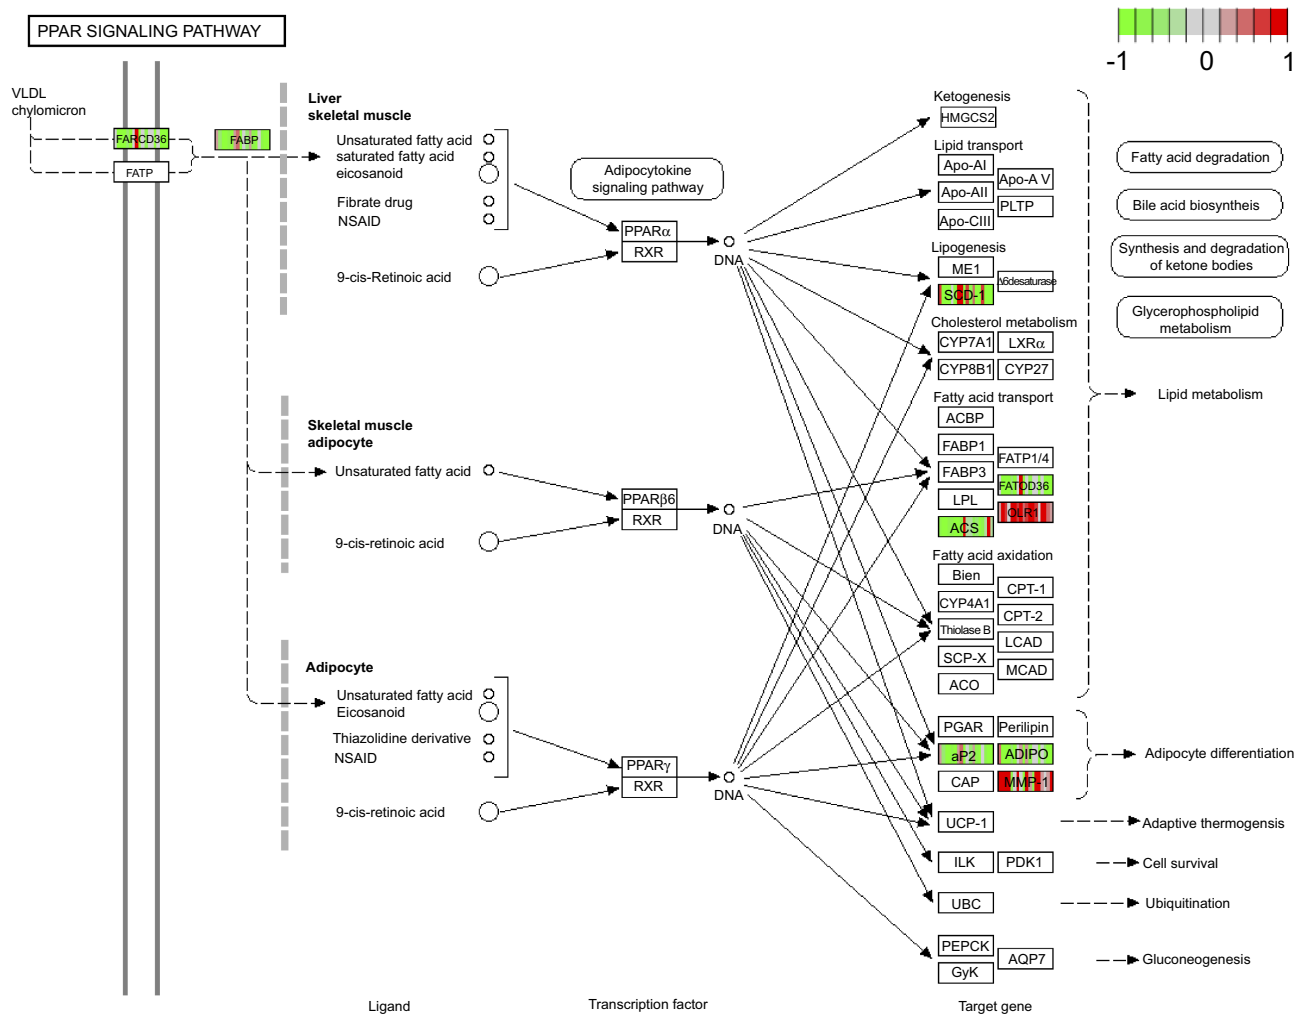 PPAR SIGNALING PATHWAY
-1
0
1
VLDL
chylomicron
FARCD36
FATP
FABP
Liver
skeletal muscle
Unsaturated fatty acid
saturated fatty acid
eicosanoid
Fibrate drug
NSAID
9-cis-Retinoic acid
Adipocytokine
signaling pathway
PPARα
RXR
DNA
Skeletal muscle
adipocyte
Unsaturated fatty acid
9-cis-retinoic acid
PPARβ6
RXR
DNA
Adipocyte
Unsaturated fatty acid
Eicosanoid
Thiazolidine derivative
NSAID
9-cis-retinoic acid
PPARγ
RXR
DNA
Ketogenesis
HMGCS2
Lipid transport
Apo-AI
Apo-A V
Apo-AII
PLTP
Apo-CIII
Lipogenesis
ME1
Δ6desaturase
SCD-1
Cholesterol metabolism
CYP7A1
LXRα
CYP8B1
CYP27
Fatty acid transport
ACBP
FABP1
FATP1/4
FABP3
FATDD36
LPL
OLR1
ACS
Fatty acid axidation
Bien
CPT-1
CYP4A1
CPT-2
Thiolase B
LCAD
SCP-X
MCAD
ACO
PGAR
Perilipin
aP2
ADIPO
CAP
MMP-1
UCP-1
ILK
PDK1
UBC
PEPCK
AQP7
GyK
Fatty acid degradation
Bile acid biosyntheis
Synthesis and degradation
of ketone bodies
Glycerophospholipid
metabolism
Lipid metabolism
Adipocyte differentiation
Adaptive thermogensis
Cell survival
Ubiquitination
Gluconeogenesis
Ligand
Transcription factor
Target gene